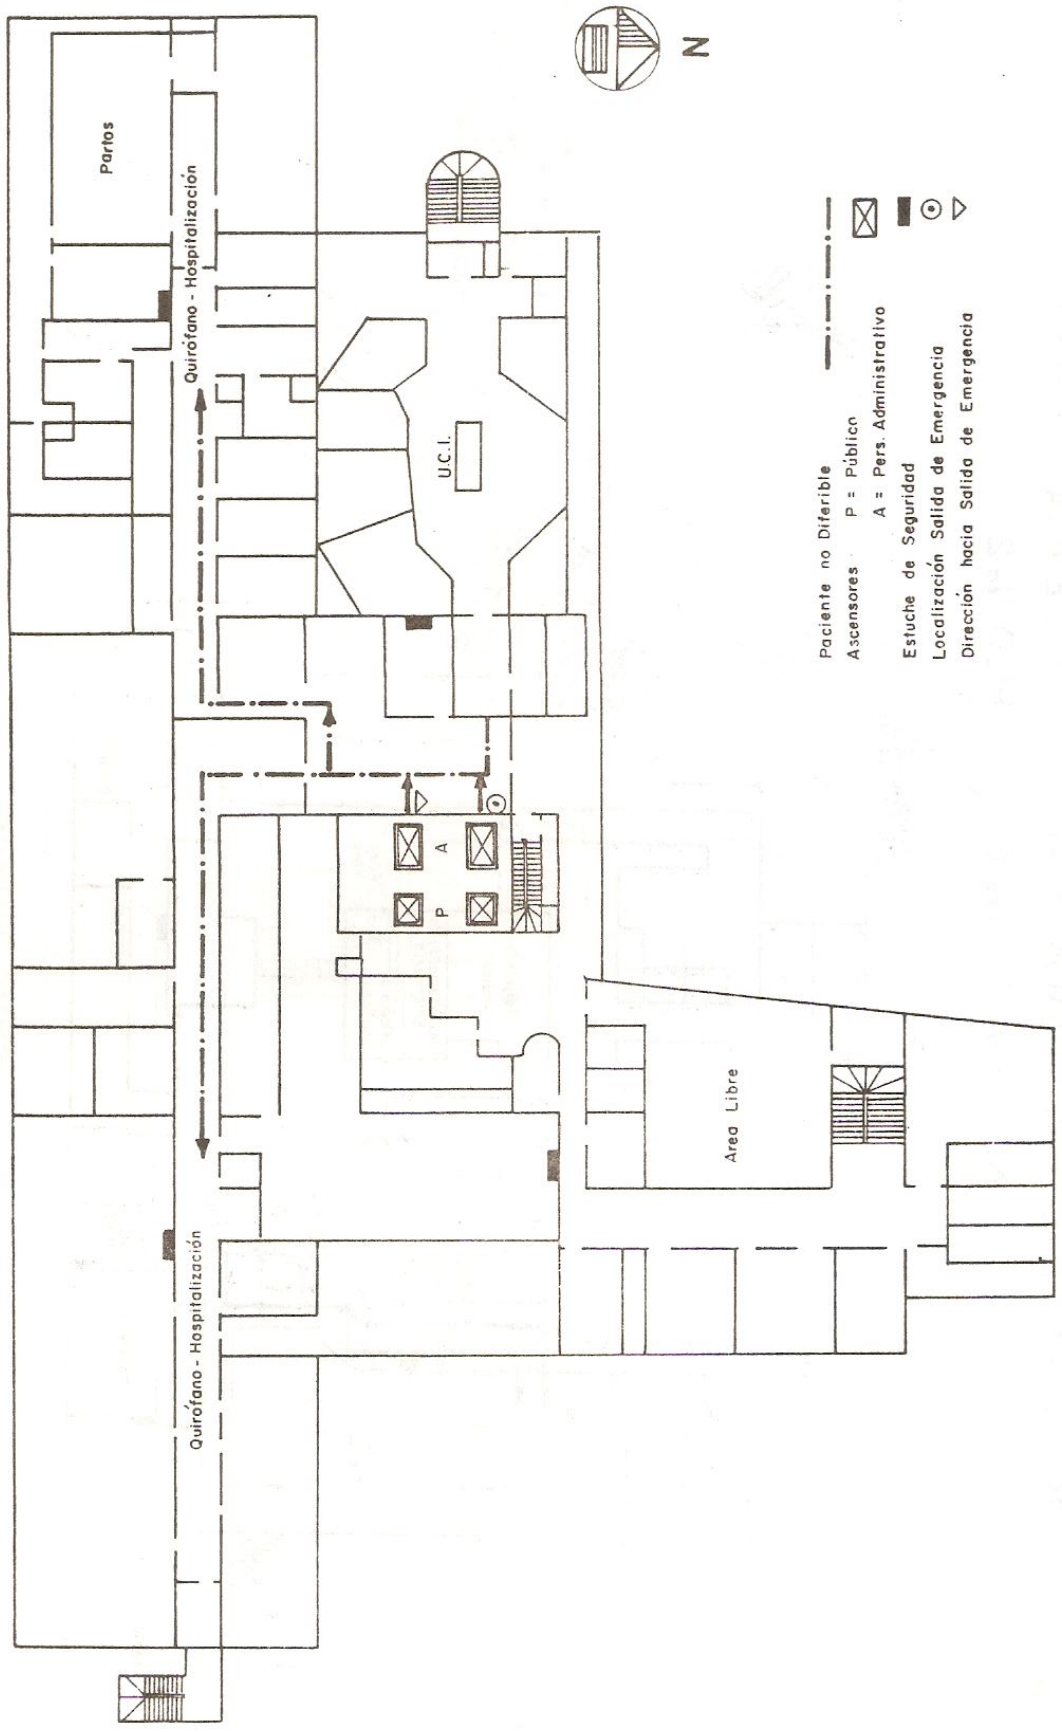 N
Partos
Quirófano - Hospitalización
U.C.I.
A
P
Area Libre
Quirófano - Hospitalización
Paciente no Diferible
Ascensores P = Público
A = Pers. Administrativo
Estuche de Seguridad
Localización Salida de Emergencia
Dirección hacia Salida de Emergencia